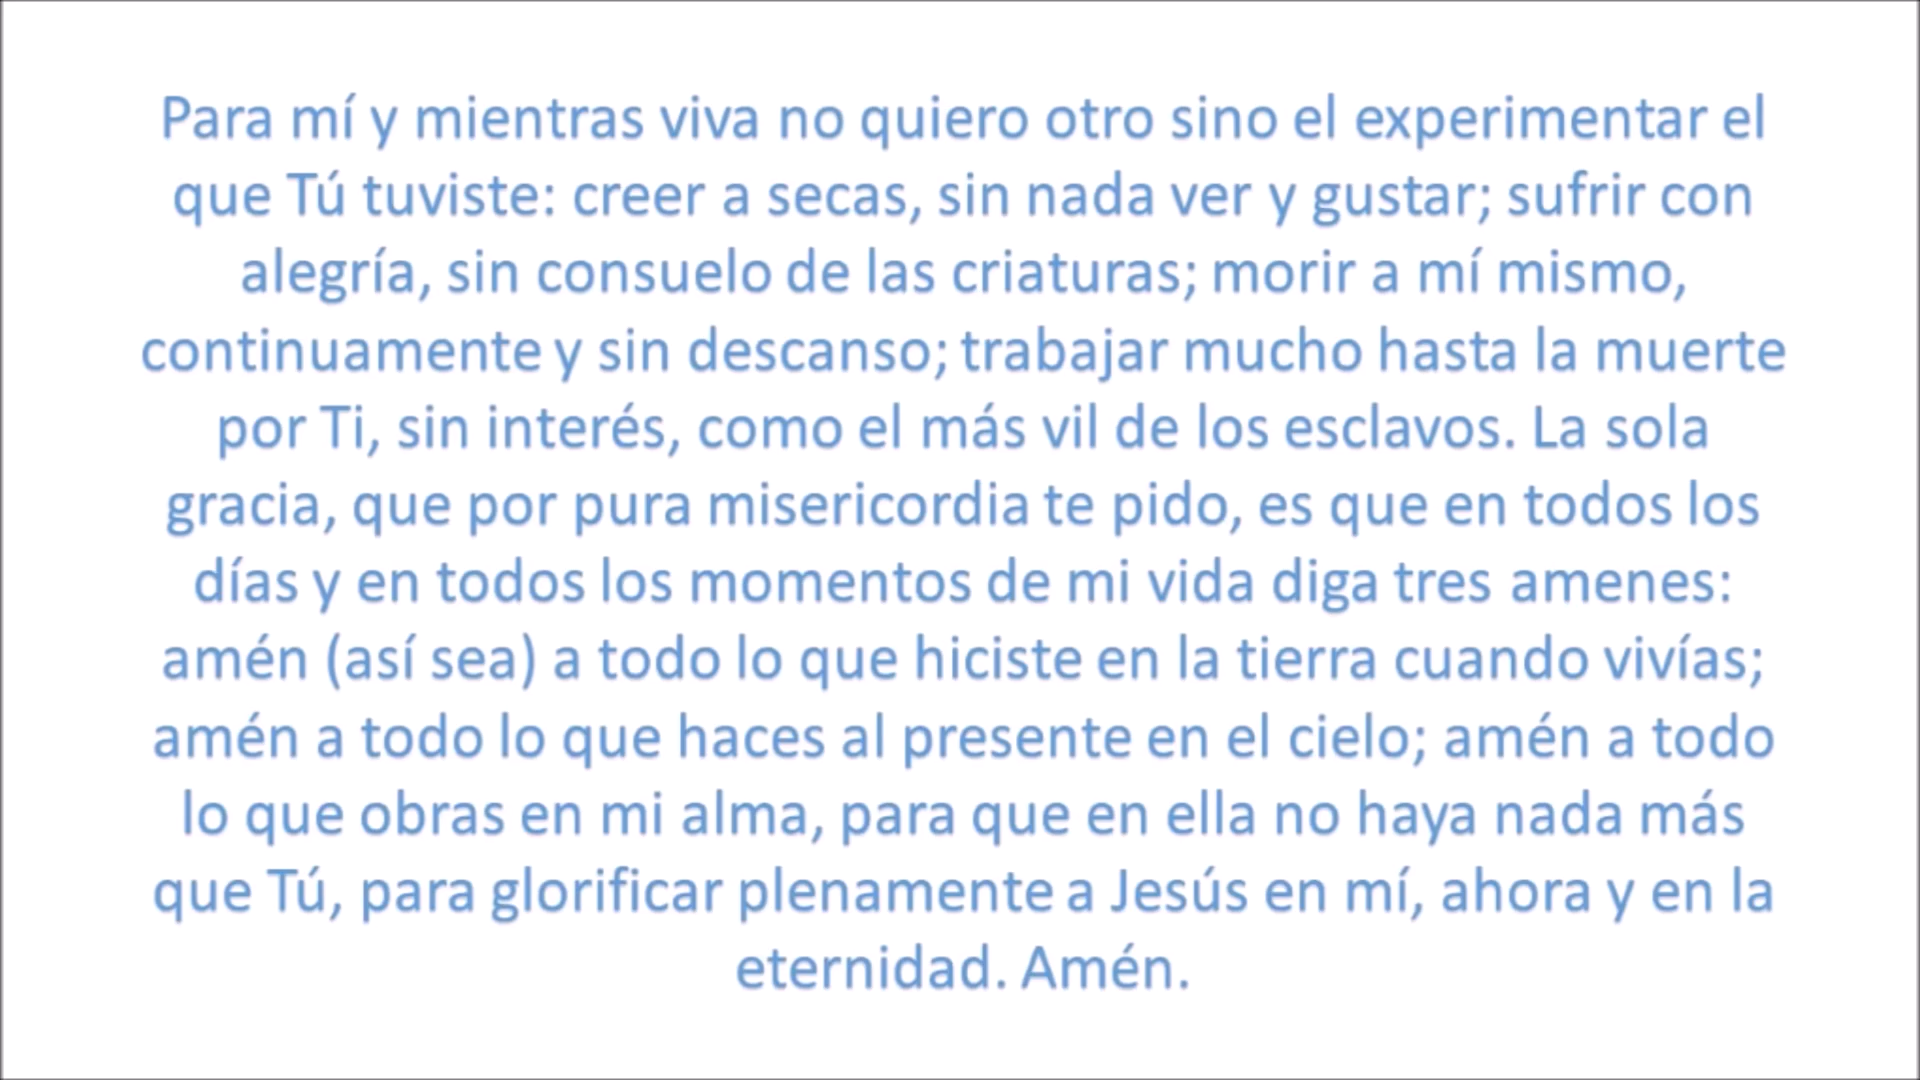 Para mí y mientras viva no quiero otro sino el experimentar el
que Tú tuviste: creer a secas, sin nada ver y gustar; sufrir con
alegría, sin consuelo de las criaturas; morir a mí mismo,
continuamente y sin descanso; trabajar mucho hasta la muerte
por Ti, sin interés, como el más vil de los esclavos. La sola
gracia, que por pura misericordia te pido, es que en todos los
días y en todos los momentos de mi vida diga tres amenes:
amén (así sea) a todo lo que hiciste en la tierra cuando vivías;
amén a todo lo que haces al presente en el cielo; amén a todo
lo que obras en mi alma, para que en ella no haya nada más
que Tú, para glorificar plenamente a Jesús en mí, ahora y en la
eternidad. Amén.